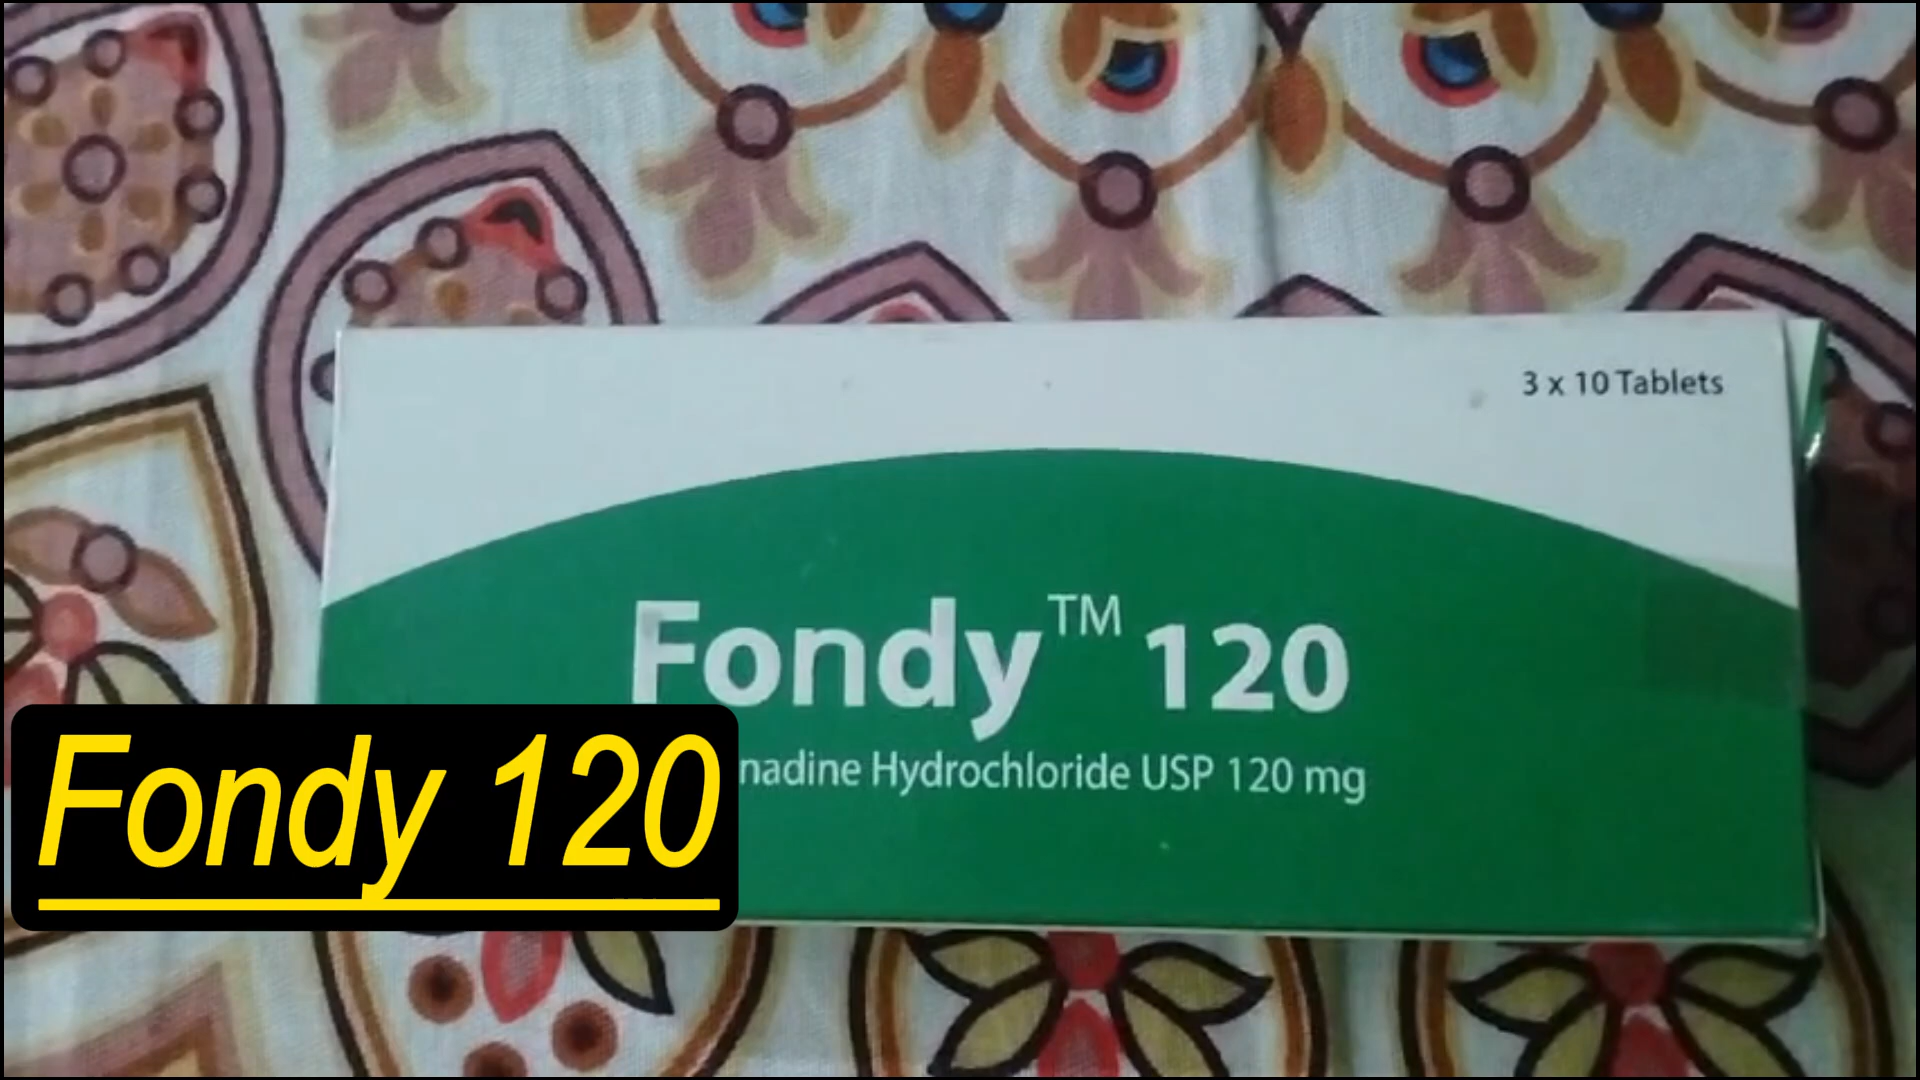 3 x 10 Tablets
Fondy™ 120
nadine Hydrochloride USP 120 mg
Fondy 120